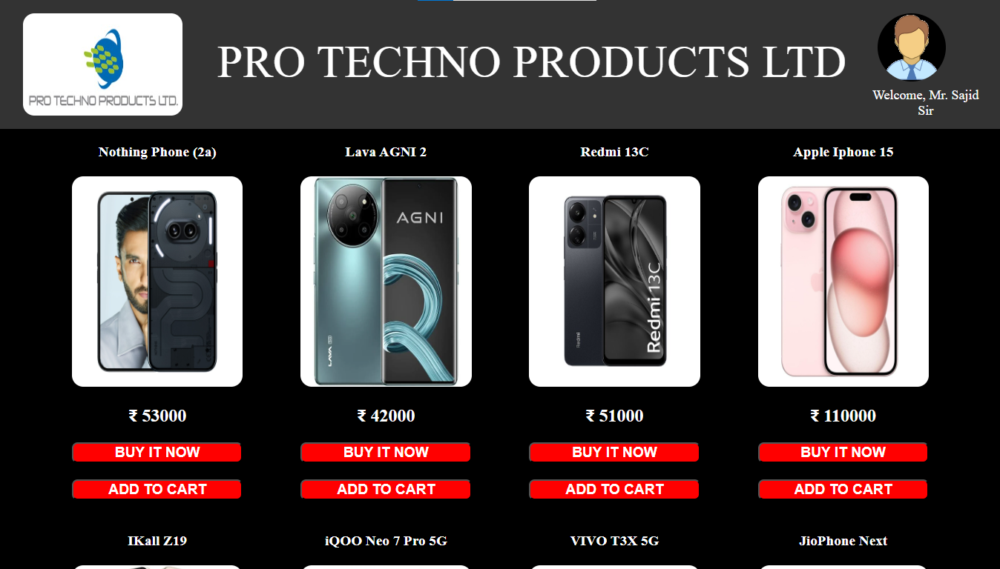 PRO TECHNO PRODUCTS LTD.
PRO TECHNO PRODUCTS LTD
Welcome, Mr. Sajid
Sir
Nothing Phone (2a)
Lava AGNI 2
Redmi 13C
Apple Iphone 15
AGNI
LAVA 5G
Redmi
Redmi 13C
₹ 53000
₹ 42000
₹ 51000
₹ 110000
BUY IT NOW
BUY IT NOW
BUY IT NOW
BUY IT NOW
ADD TO CART
ADD TO CART
ADD TO CART
ADD TO CART
IKall Z19
iQOO Neo 7 Pro 5G
VIVO T3X 5G
JioPhone Next